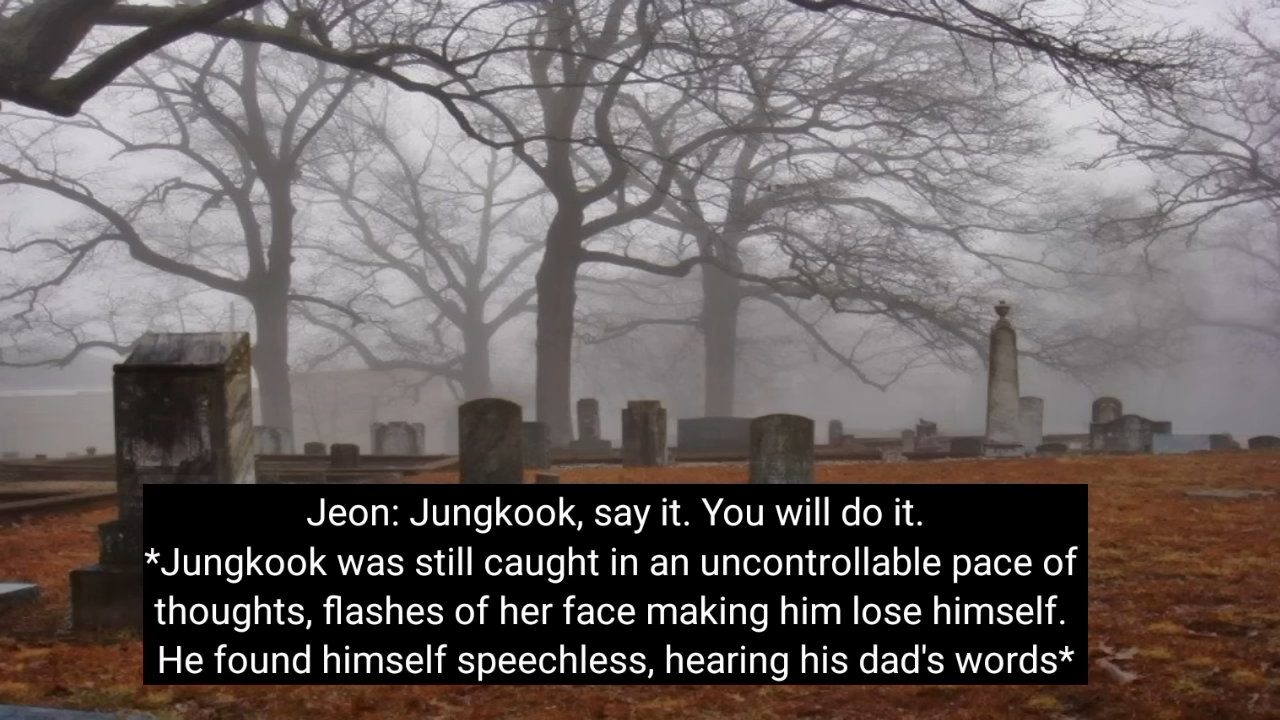 Jeon: Jungkook, say it. You will do it.
*Jungkook was still caught in an uncontrollable pace of
thoughts, flashes of her face making him lose himself.
He found himself speechless, hearing his dad's words*